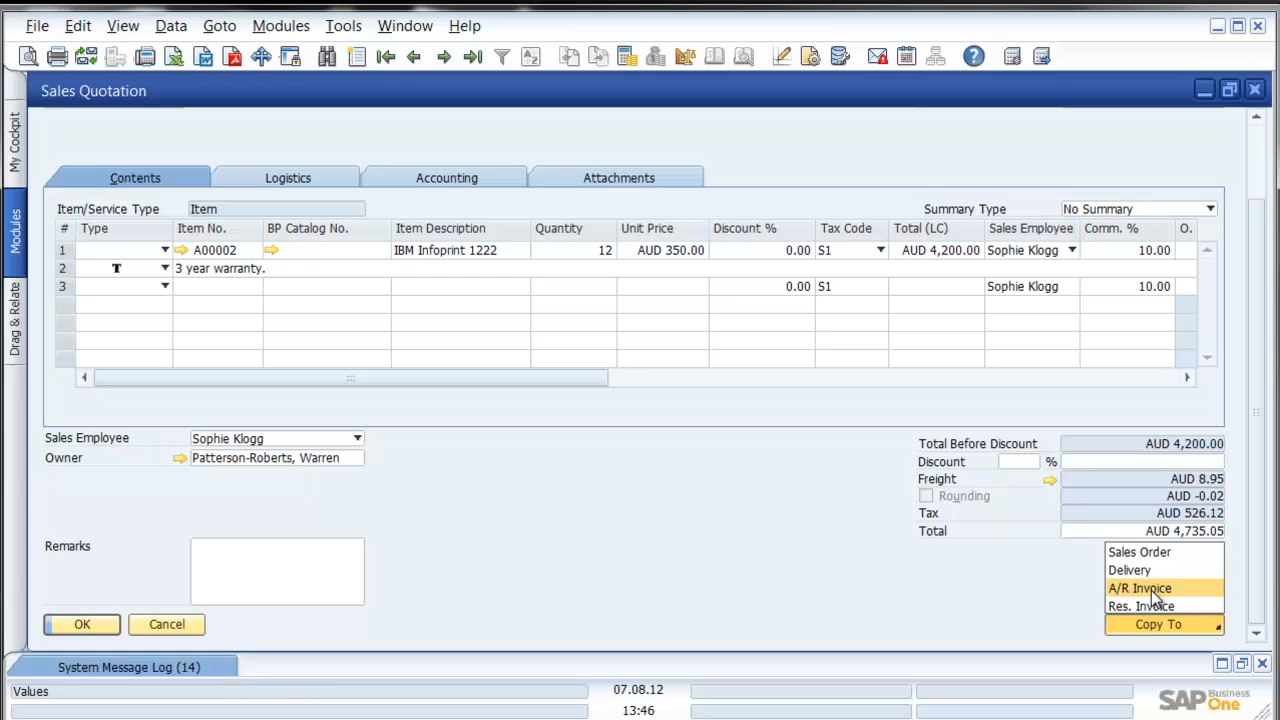 File Edit View Data Goto Modules Tools Window Help
Sales Quotation
My Cockpit
Modules
Drag & Relate
Contents Logistics Accounting Attachments
Item/Service Type Item Summary Type No Summary
# Type Item No. BP Catalog No. Item Description Quantity Unit Price Discount % Tax Code Total (LC) Sales Employee Comm. % O.
1 A00002 IBM Infoprint 1222 12 AUD 350.00 0.00 S1 AUD 4,200.00 Sophie Klogg 10.00
2 T 3 year warranty.
3 0.00 S1 Sophie Klogg 10.00
Sales Employee Sophie Klogg
Owner Patterson-Roberts, Warren
Total Before Discount AUD 4,200.00
Discount %
Freight AUD 8.95
Rounding AUD -0.02
Tax AUD 526.12
Total AUD 4,735.05
Remarks
Sales Order
Delivery
A/R Invoice
Res. Invoice
OK Cancel Copy To
System Message Log (14)
Values 07.08.12
13:46
SAP Business One